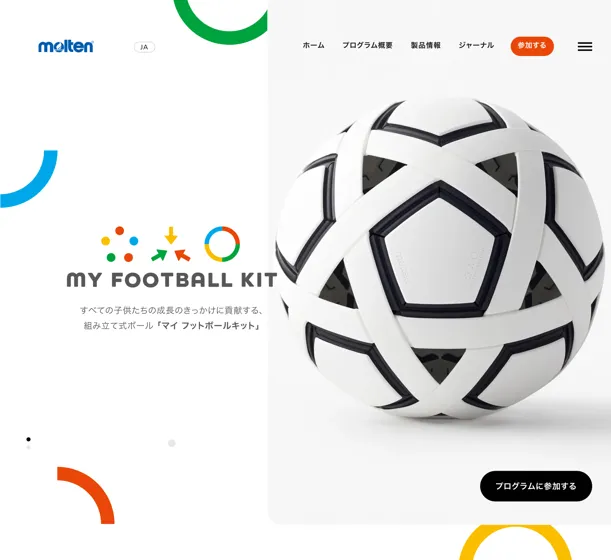 molten
JA
ホーム
プログラム概要
製品情報
ジャーナル
参加する
MY FOOTBALL KIT
すべての子供たちの成長のきっかけに貢献する、
組み立て式ボール「マイ フットボールキット」
プログラムに参加する